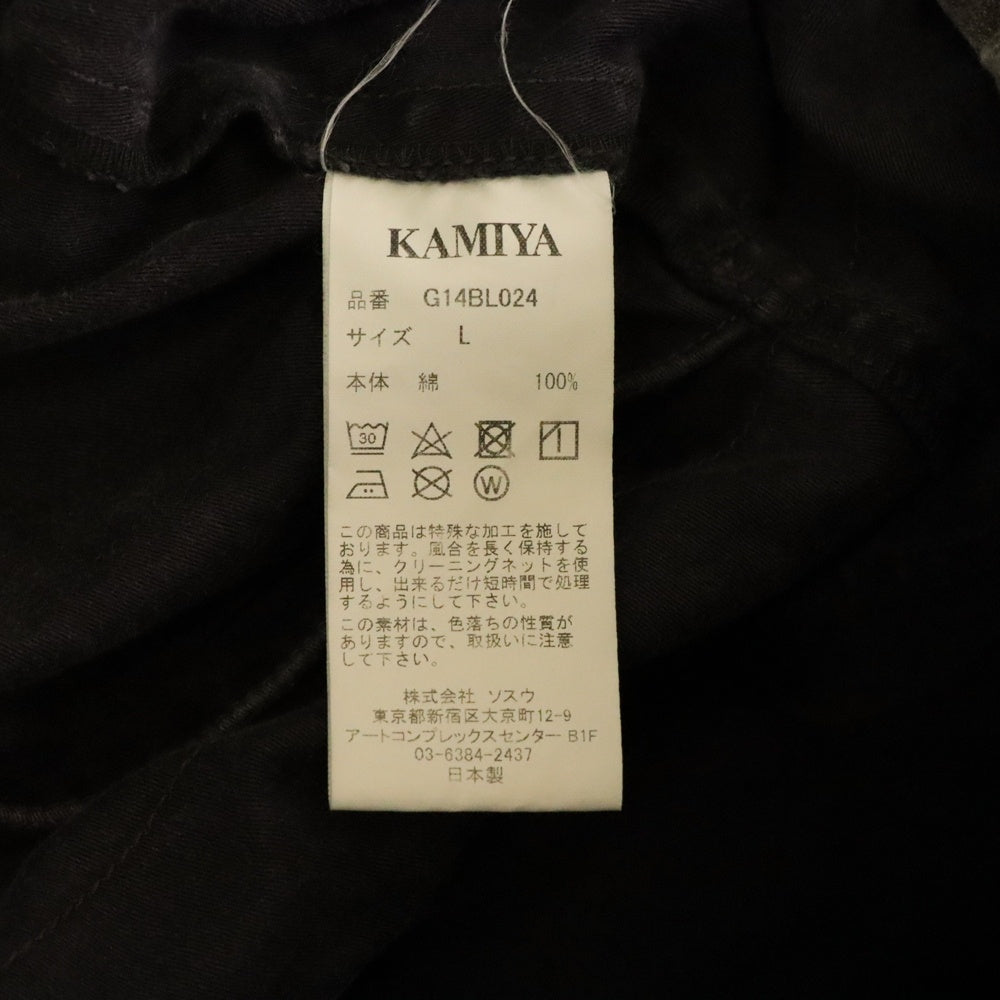 KAMIYA
品番 G14BL024
サイズ L
本体 綿 100%
30
W
この商品は特殊な加工を施して
おります。風合を長く保持する
為に、クリーニングネットを使
用し、出来るだけ短時間で処理
するようにして下さい。
この素材は、色落ちの性質が
ありますので、取扱いに注意
して下さい。
株式会社 ソスウ
東京都新宿区大京町12-9
アートコンプレックスセンター B1F
03-6384-2437
日本製